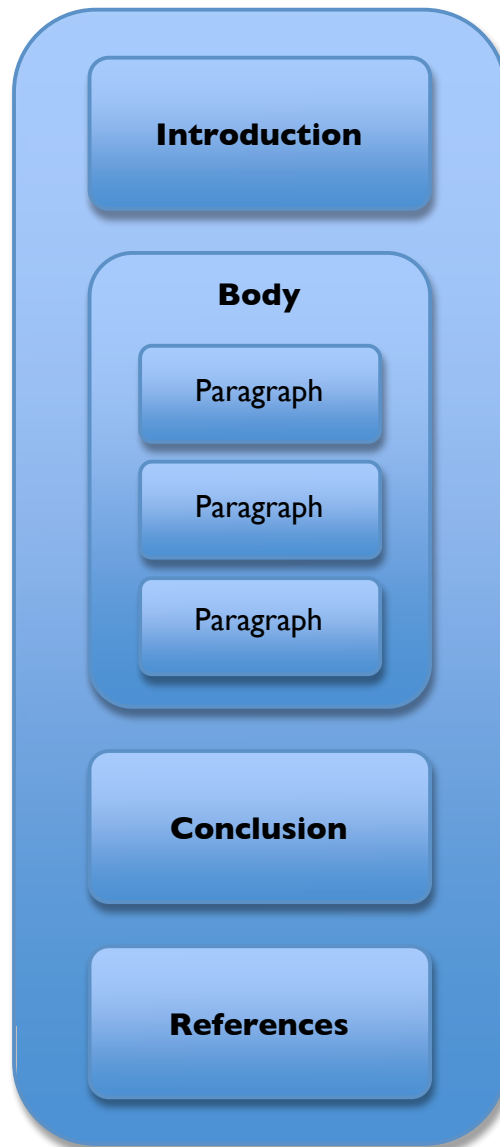 Introduction
Body
Paragraph
Paragraph
Paragraph
Conclusion
References